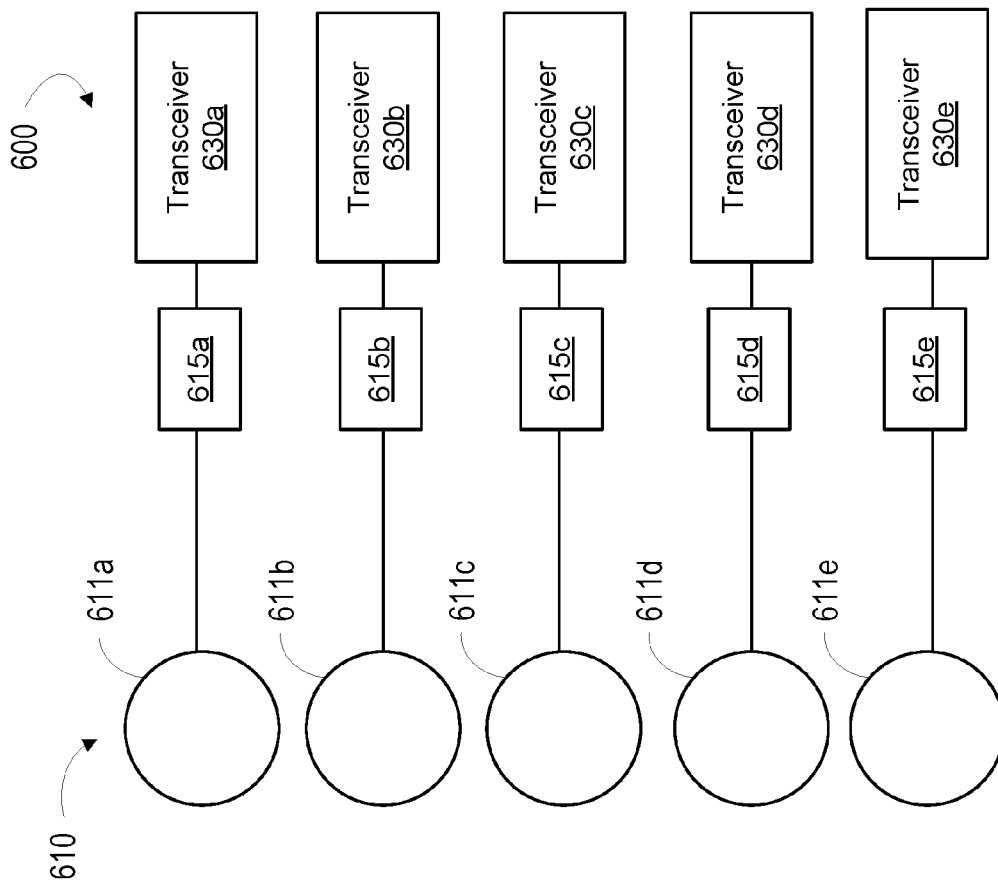 600
Transceiver
630a
Transceiver
630b
Transceiver
630c
Transceiver
630d
Transceiver
630e
615a
615b
615c
615d
615e
611a
611b
611c
611d
611e
610